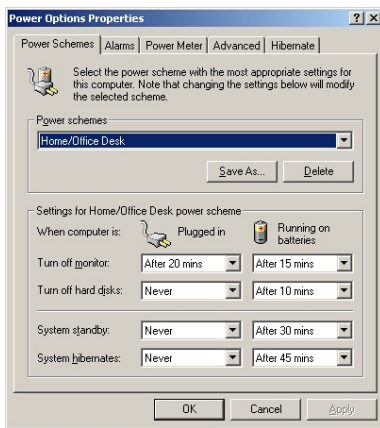 Power Options Properties
Power Schemes Alarms Power Meter Advanced Hibernate
Select the power scheme with the most appropriate settings for
this computer. Note that changing the settings below will modify
the selected scheme.
Power schemes
Home/Office Desk
Save As... Delete
Settings for Home/Office Desk power scheme
When computer is: Plugged in Running on
batteries
Turn off monitor: After 20 mins After 15 mins
Turn off hard disks: Never After 10 mins
System standby: Never After 30 mins
System hibernates: Never After 45 mins
OK Cancel Apply